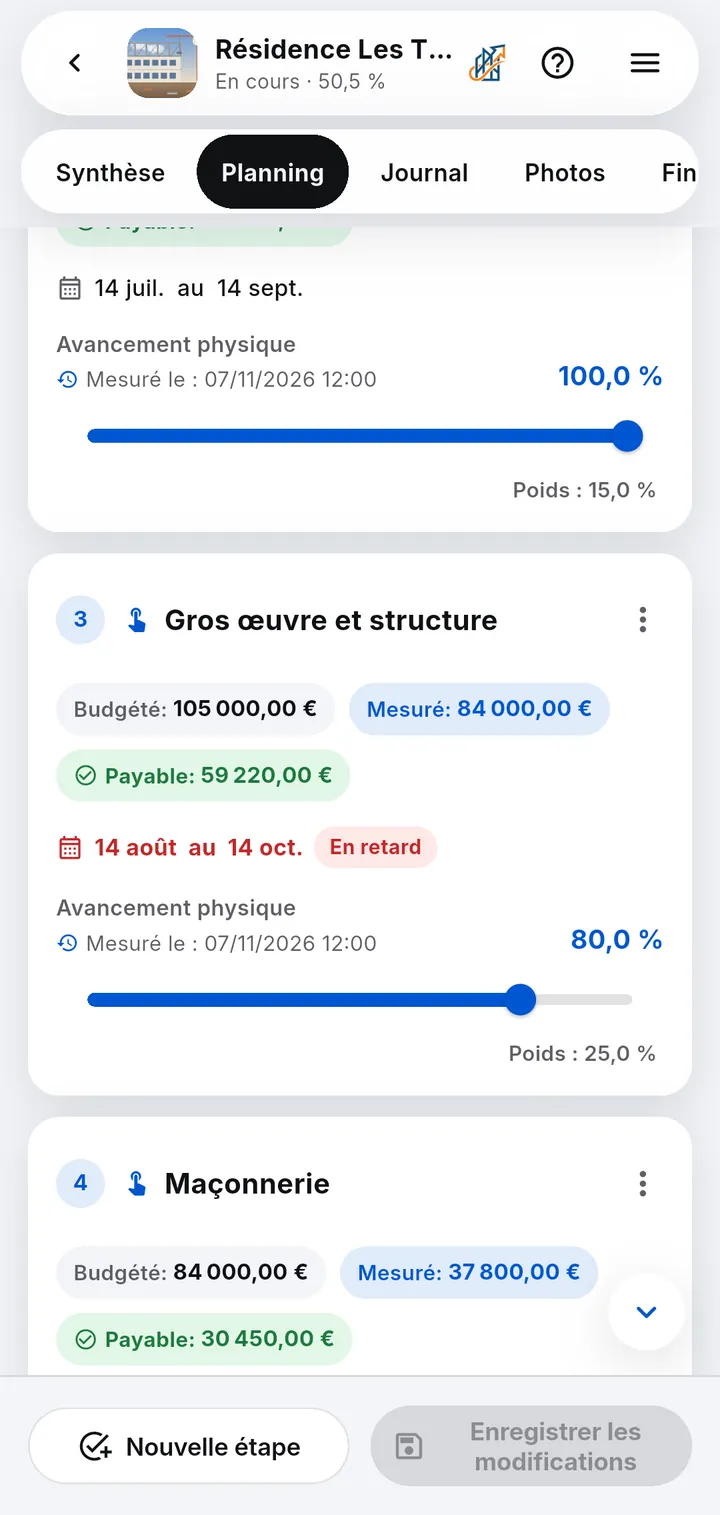 Résidence Les T...
En cours · 50,5 %
Synthèse
Planning
Journal
Photos
Fin
14 juil. au 14 sept.
Avancement physique
Mesuré le : 07/11/2026 12:00
100,0 %
Poids : 15,0 %
3
Gros œuvre et structure
Budgété: 105 000,00 €
Mesuré: 84 000,00 €
Payable: 59 220,00 €
14 août au 14 oct.
En retard
Avancement physique
Mesuré le : 07/11/2026 12:00
80,0 %
Poids : 25,0 %
4
Maçonnerie
Budgété: 84 000,00 €
Mesuré: 37 800,00 €
Payable: 30 450,00 €
Nouvelle étape
Enregistrer les
modifications